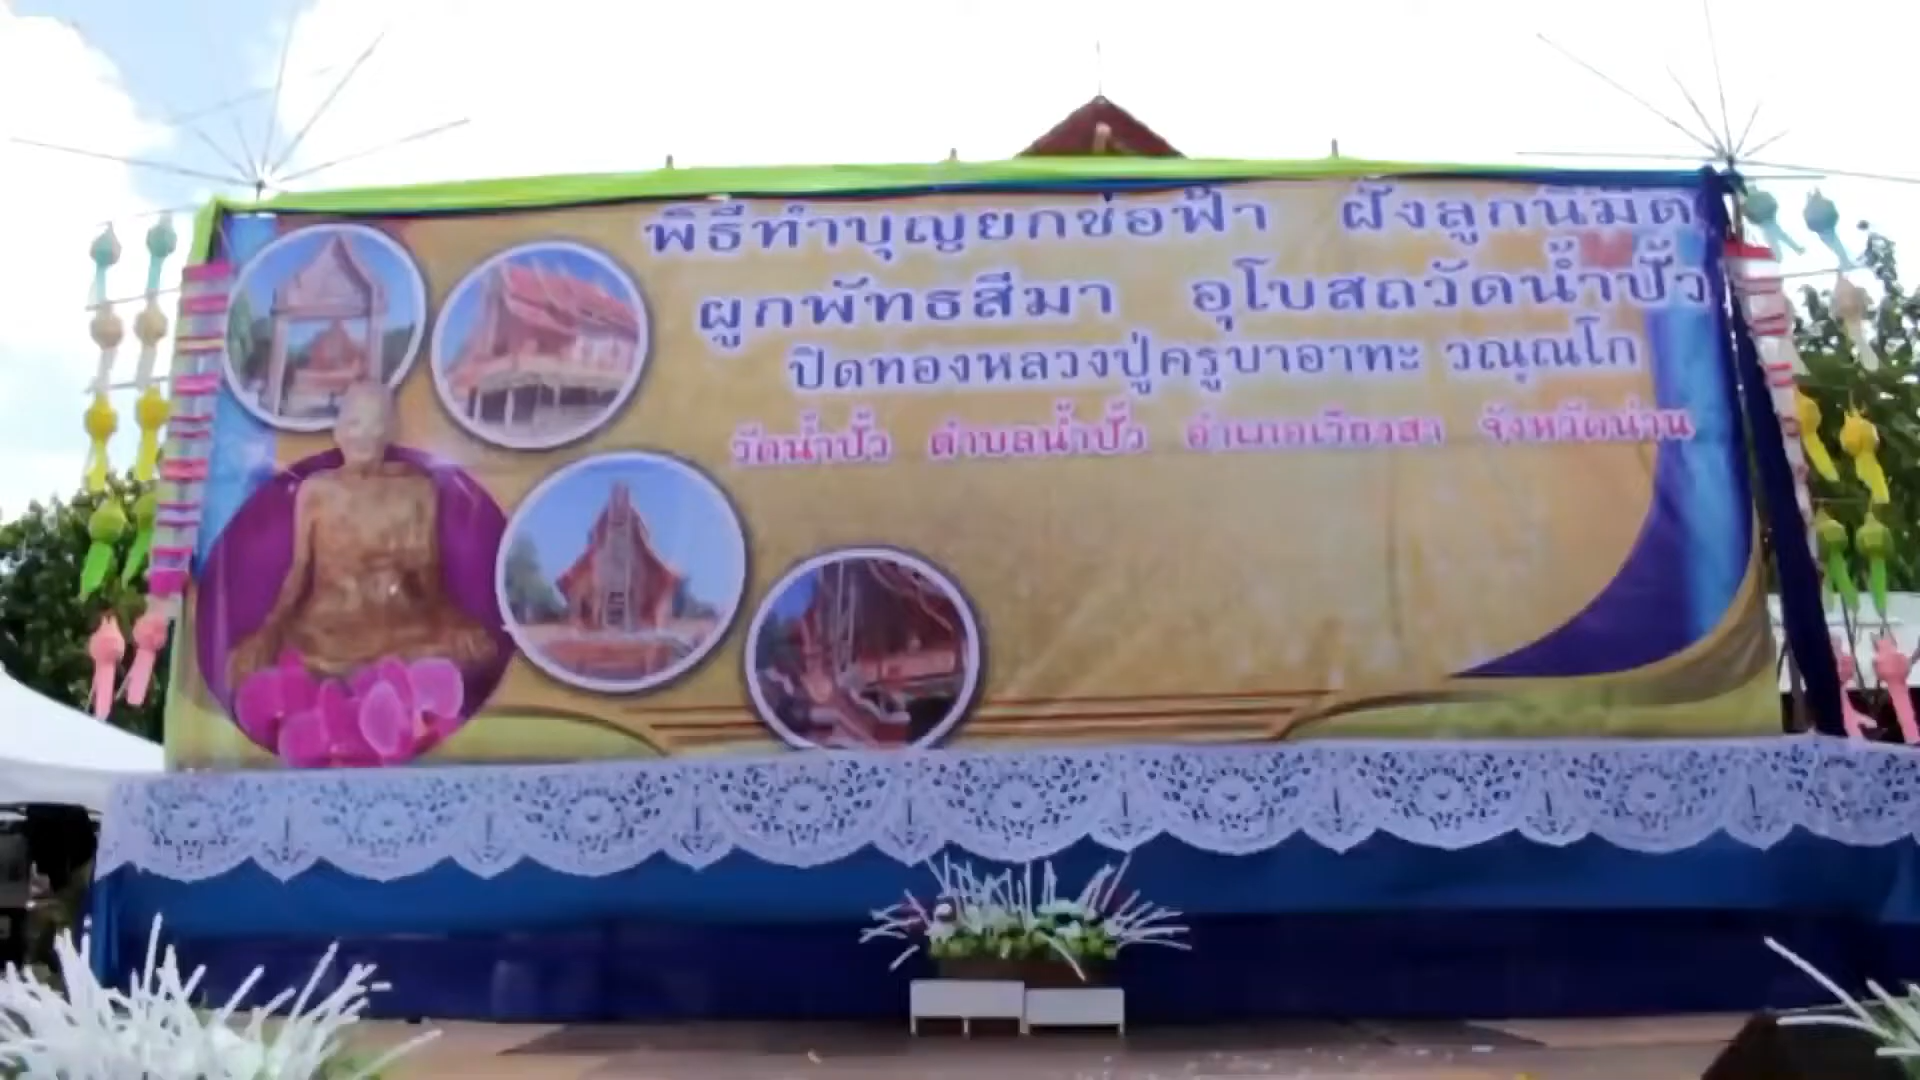 พิธีทำบุญยกช่อฟ้า ฝังลูกนิมิต
ผูกพัทธสีมา อุโบสถวัดน้ำปั้ว
ปิดทองหลวงปู่ครูบาอาทะ วณฺณโก
วัดน้ำปั้ว ตำบลน้ำปั้ว อำเภอเวียงสา จังหวัดน่าน